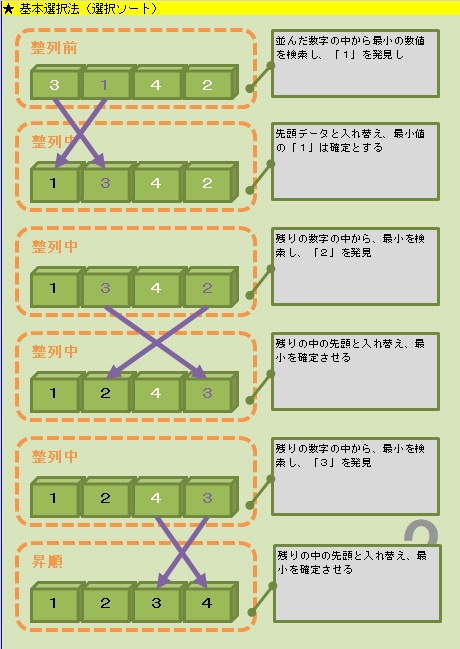 ★ 基本選択法（選択ソート）
整列前
3 1 4 2
並んだ数字の中から最小の数値
を検索し、「１」を発見し
整列中
1 3 4 2
先頭データと入れ替え、最小値
の「１」は確定とする
整列中
1 3 4 2
残りの数字の中から、最小を検
索し、「２」を発見
整列中
1 2 4 3
残りの中の先頭と入れ替え、最
小を確定させる
整列中
1 2 4 3
残りの数字の中から、最小を検
索し、「３」を発見
昇順
1 2 3 4
残りの中の先頭と入れ替え、最
小を確定させる